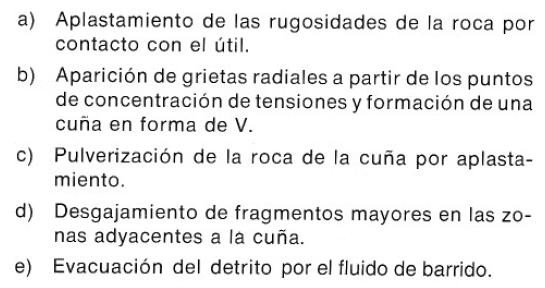 a) Aplastamiento de las rugosidades de la roca por
contacto con el útil.
b) Aparición de grietas radiales a partir de los puntos
de concentración de tensiones y formación de una
cuña en forma de V.
c) Pulverización de la roca de la cuña por aplasta-
miento.
d) Desgajamiento de fragmentos mayores en las zo-
nas adyacentes a la cuña.
e) Evacuación del detrito por el fluido de barrido.